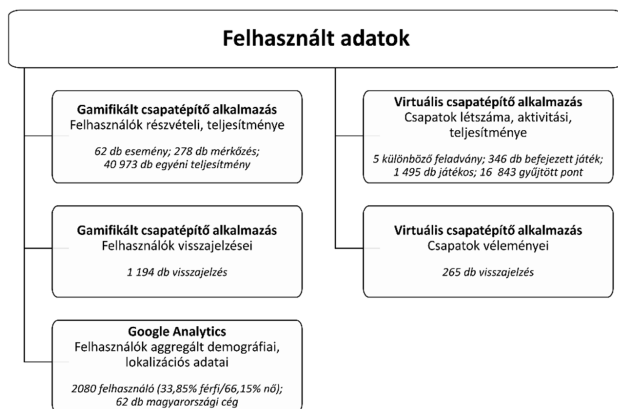 Felhasznált adatok
Gamifikált csapatépítő alkalmazás
Felhasználók részvételi, teljesítménye
62 db esemény; 278 db mérkőzés;
40 973 db egyéni teljesítmény
Gamifikált csapatépítő alkalmazás
Felhasználók visszajelzései
1 194 db visszajelzés
Google Analytics
Felhasználók aggregált demográfiai,
lokalizációs adatai
2080 felhasználó (33,85% férfi/66,15% nő);
62 db magyarországi cég
Virtuális csapatépítő alkalmazás
Csapatok létszáma, aktivitási,
teljesítménye
5 különböző feladvány; 346 db befejezett játék;
1 495 db játékos; 16 843 gyűjtött pont
Virtuális csapatépítő alkalmazás
Csapatok véleményei
265 db visszajelzés